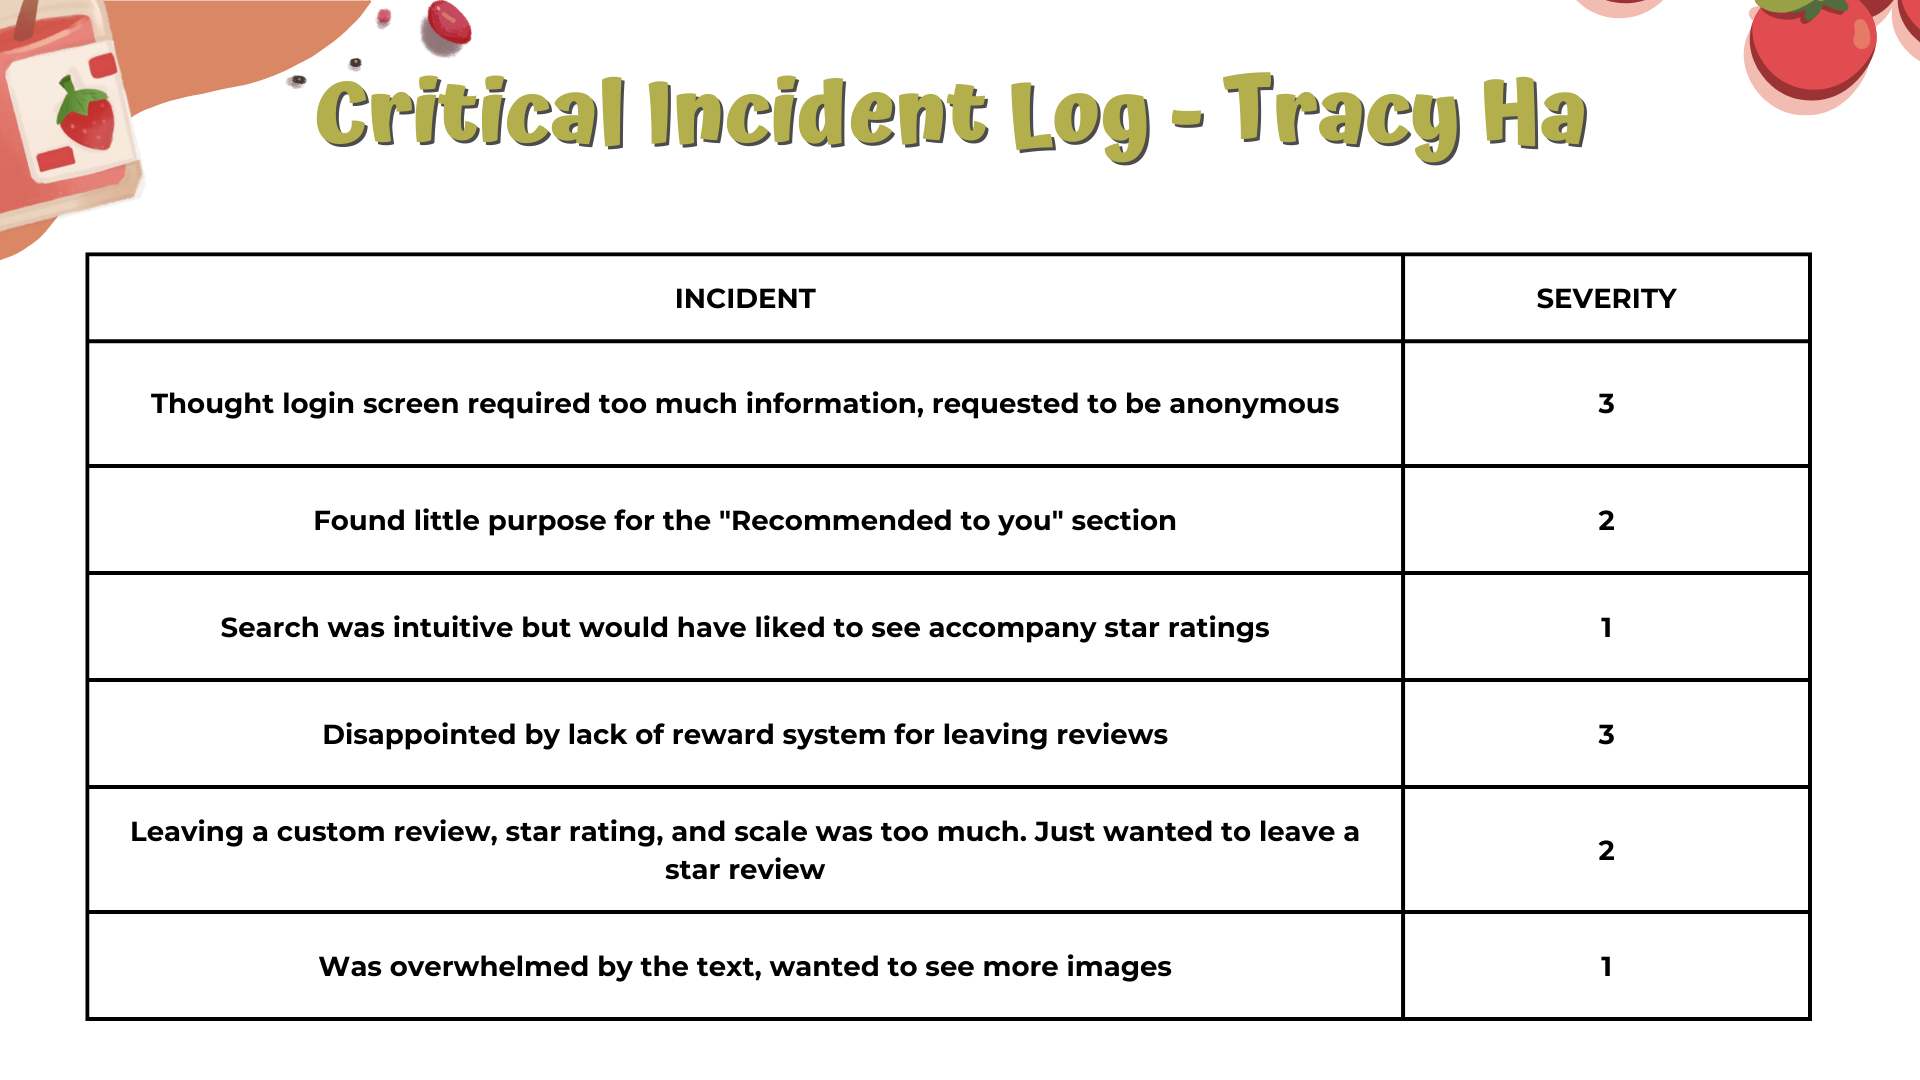 Critical Incident Log - Tracy Ha
INCIDENT
SEVERITY
Thought login screen required too much information, requested to be anonymous
3
Found little purpose for the "Recommended to you" section
2
Search was intuitive but would have liked to see accompany star ratings
1
Disappointed by lack of reward system for leaving reviews
3
Leaving a custom review, star rating, and scale was too much. Just wanted to leave a
star review
2
Was overwhelmed by the text, wanted to see more images
1